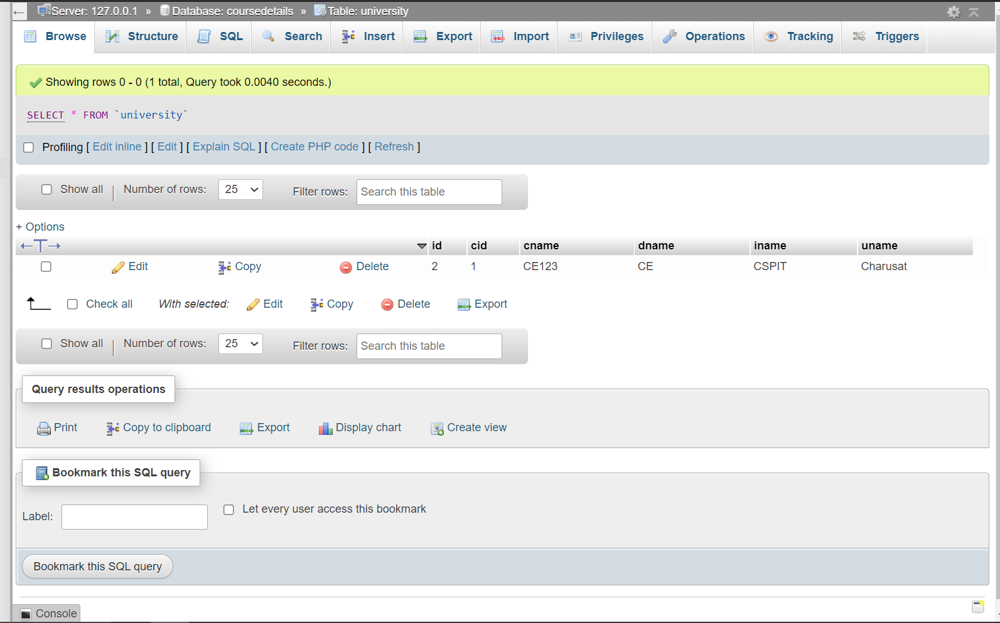 Server: 127.0.0.1 » Database: coursedetails » Table: university
Browse Structure SQL Search Insert Export Import Privileges Operations Tracking Triggers
Showing rows 0 - 0 (1 total, Query took 0.0040 seconds.)
SELECT * FROM `university`
Profiling [ Edit inline ] [ Edit ] [ Explain SQL ] [ Create PHP code ] [ Refresh ]
Show all | Number of rows: 25 Filter rows: Search this table
+ Options
←T→ id cid cname dname iname uname
Edit Copy Delete 2 1 CE123 CE CSPIT Charusat
Check all With selected: Edit Copy Delete Export
Show all | Number of rows: 25 Filter rows: Search this table
Query results operations
Print Copy to clipboard Export Display chart Create view
Bookmark this SQL query
Label: Let every user access this bookmark
Bookmark this SQL query
Console